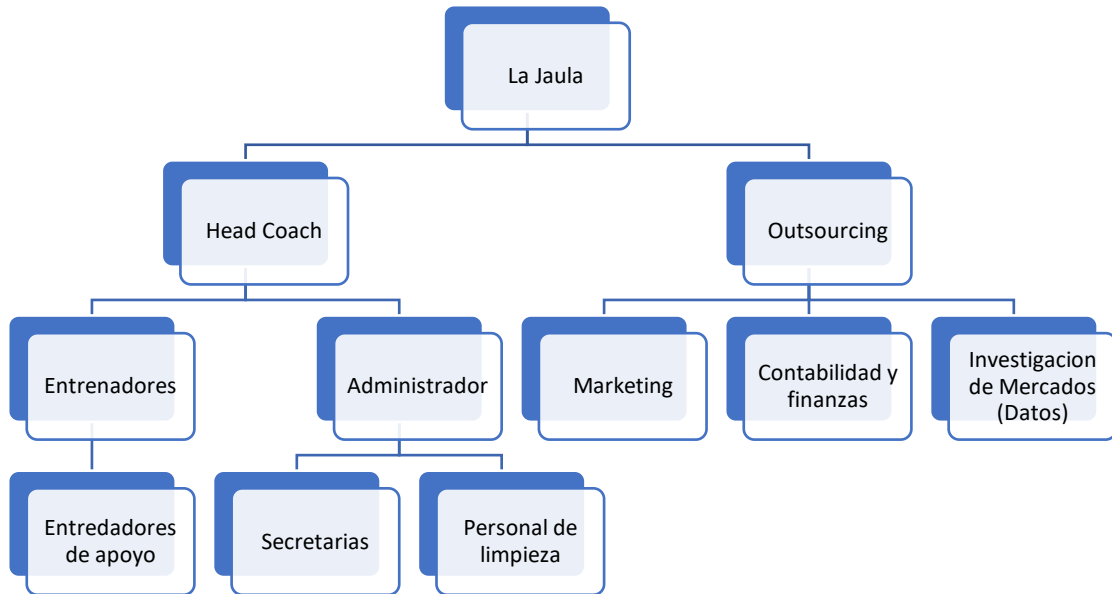 La Jaula
Head Coach
Outsourcing
Entrenadores
Administrador
Marketing
Contabilidad y
finanzas
Investigacion
de Mercados
(Datos)
Entredadores
de apoyo
Secretarias
Personal de
limpieza